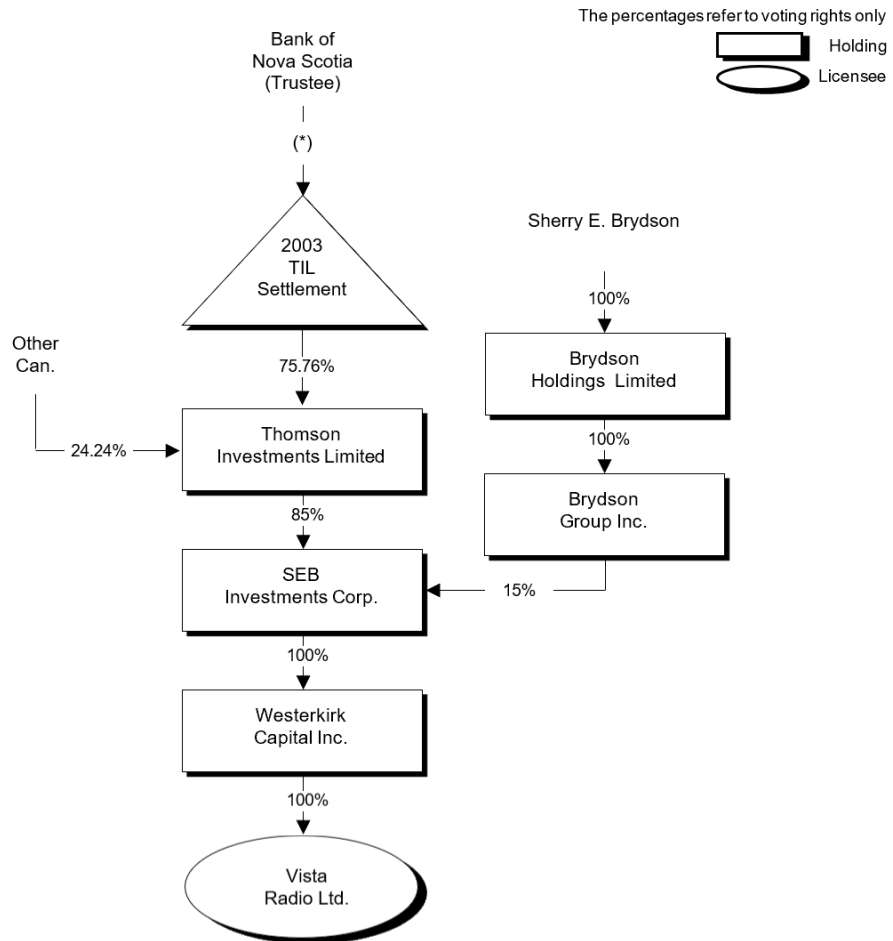 The percentages refer to voting rights only
Holding
Licensee
Bank of
Nova Scotia
(Trustee)
(*)
2003
TIL
Settlement
Sherry E. Brydson
100%
Brydson
Holdings Limited
Other
Can.
75.76%
24.24%
Thomson
Investments Limited
100%
Brydson
Group Inc.
85%
SEB
Investments Corp.
15%
100%
Westerkirk
Capital Inc.
100%
Vista
Radio Ltd.